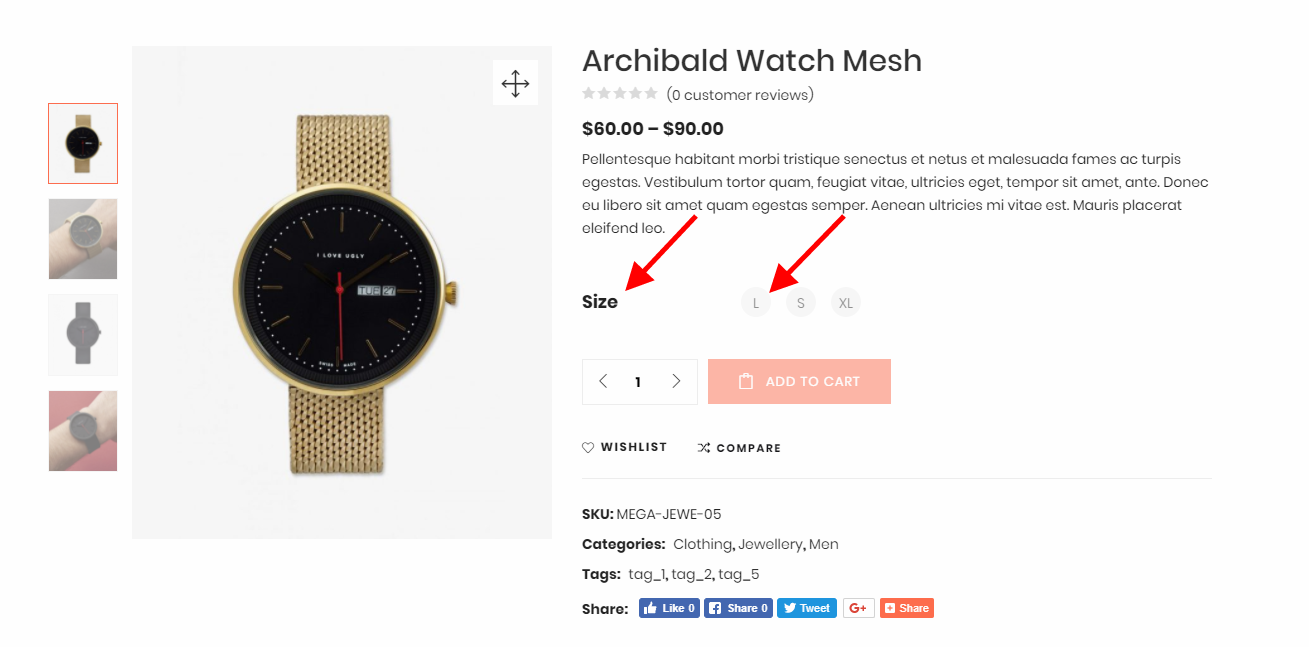 Archibald Watch Mesh
(0 customer reviews)
$60.00 – $90.00
Pellentesque habitant morbi tristique senectus et netus et malesuada fames ac turpis
egestas. Vestibulum tortor quam, feugiat vitae, ultricies eget, tempor sit amet, ante. Donec
eu libero sit amet quam egestas semper. Aenean ultricies mi vitae est. Mauris placerat
eleifend leo.
I LOVE UGLY
TUE 27
SWISS MADE
Size L S XL
1 ADD TO CART
WISHLIST COMPARE
SKU: MEGA-JEWE-05
Categories: Clothing, Jewellery, Men
Tags: tag_1, tag_2, tag_5
Share: Like 0 Share 0 Tweet G+ Share